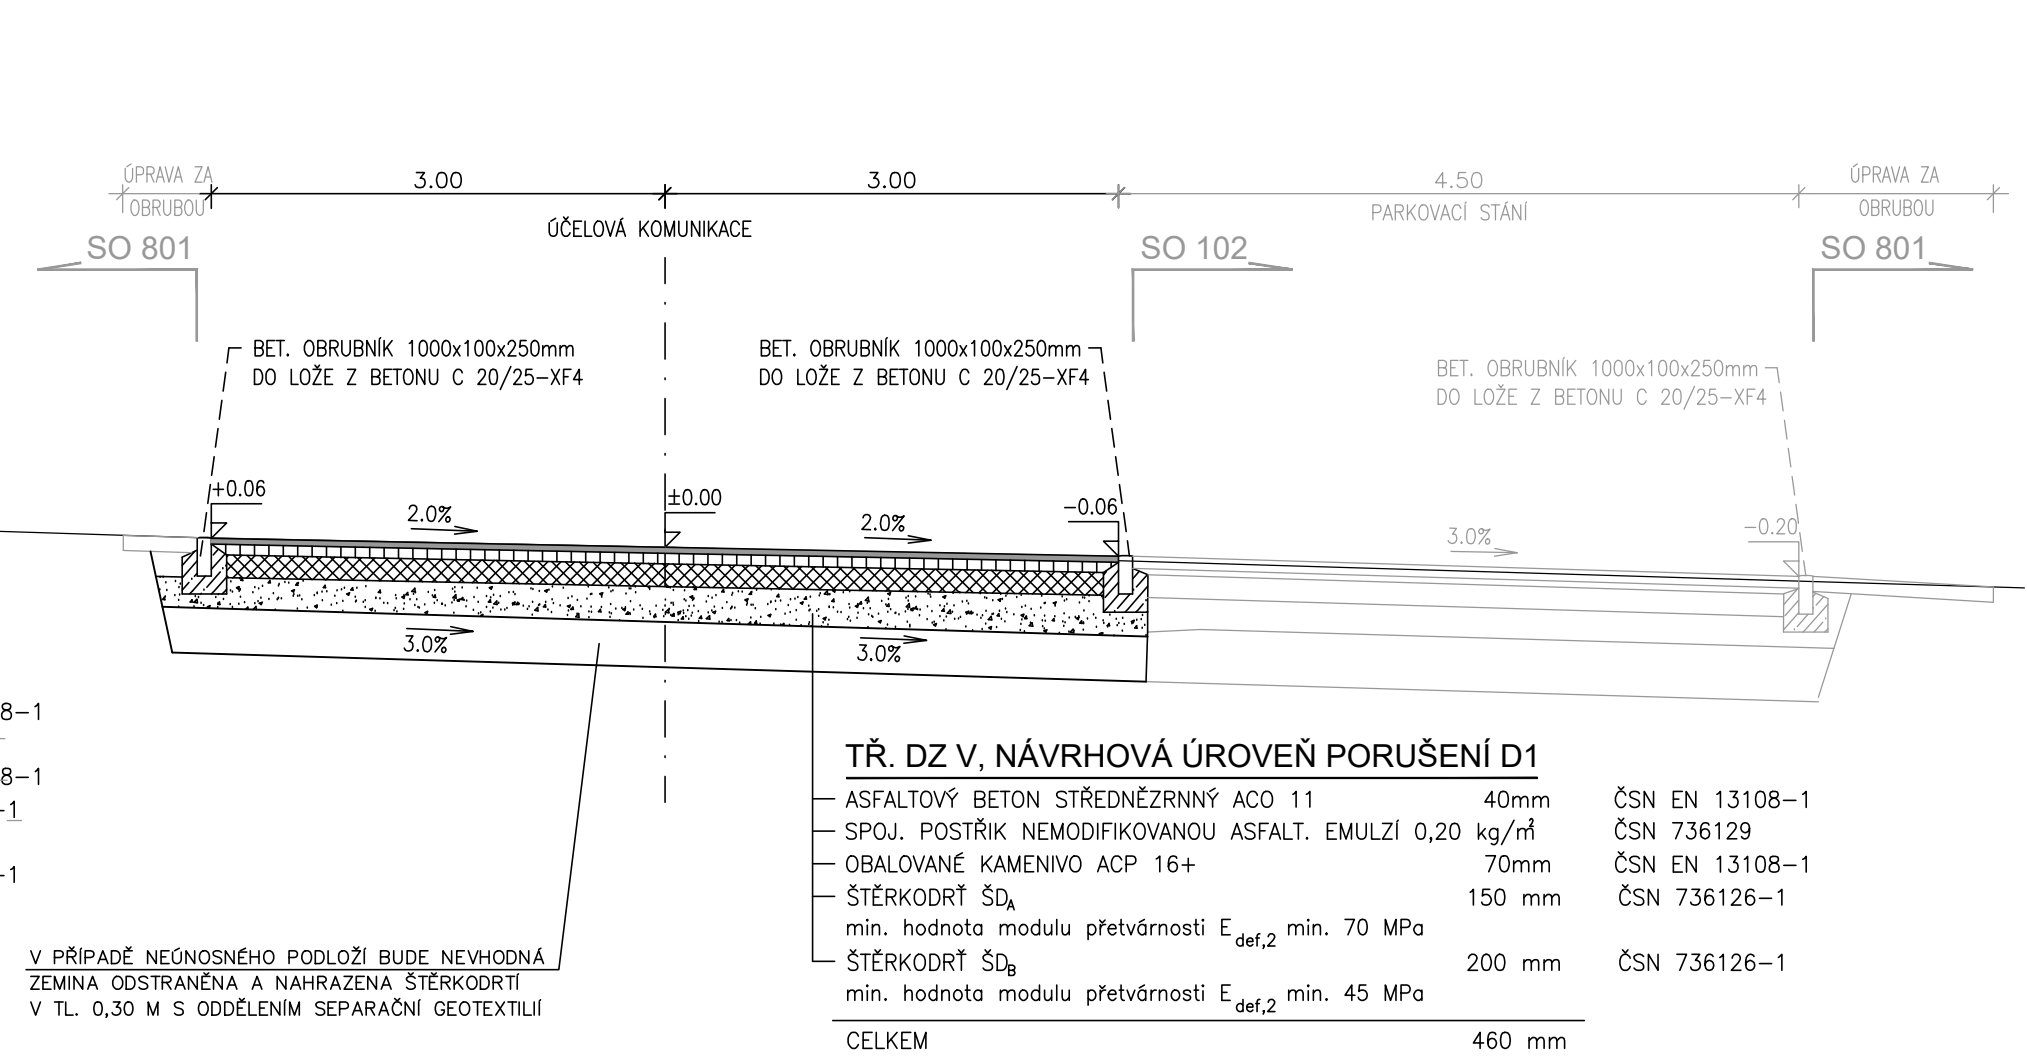 ÚPRAVA ZA
OBRUBOU
3.00
3.00
4.50
ÚČELOVÁ KOMUNIKACE
PARKOVACÍ STÁNÍ
ÚPRAVA ZA
OBRUBOU
SO 801
SO 102
SO 801
BET. OBRUBNÍK 1000x100x250mm
DO LOŽE Z BETONU C 20/25-XF4
BET. OBRUBNÍK 1000x100x250mm
DO LOŽE Z BETONU C 20/25-XF4
BET. OBRUBNÍK 1000x100x250mm
DO LOŽE Z BETONU C 20/25-XF4
+0.06
2.0%
±0.00
2.0%
-0.06
3.0%
-0.20
3.0%
3.0%
8-1
8-1
-1
-1
TŘ. DZ V, NÁVRHOVÁ ÚROVEŇ PORUŠENÍ D1
ASFALTOVÝ BETON STŘEDNĚZRNNÝ ACO 11 40mm ČSN EN 13108-1
SPOJ. POSTŘIK NEMODIFIKOVANOU ASFALT. EMULZÍ 0,20 kg/m² ČSN 736129
OBALOVANÉ KAMENIVO ACP 16+ 70mm ČSN EN 13108-1
ŠTĚRKODRŤ ŠDA 150 mm ČSN 736126-1
min. hodnota modulu přetvárnosti Edef,2 min. 70 MPa
ŠTĚRKODRŤ ŠDB 200 mm ČSN 736126-1
min. hodnota modulu přetvárnosti Edef,2 min. 45 MPa
CELKEM 460 mm
V PŘÍPADĚ NEÚNOSNÉHO PODLOŽÍ BUDE NEVHODNÁ
ZEMINA ODSTRANĚNA A NAHRAZENA ŠTĚRKODRTÍ
V TL. 0,30 M S ODDĚLENÍM SEPARAČNÍ GEOTEXTILIÍ